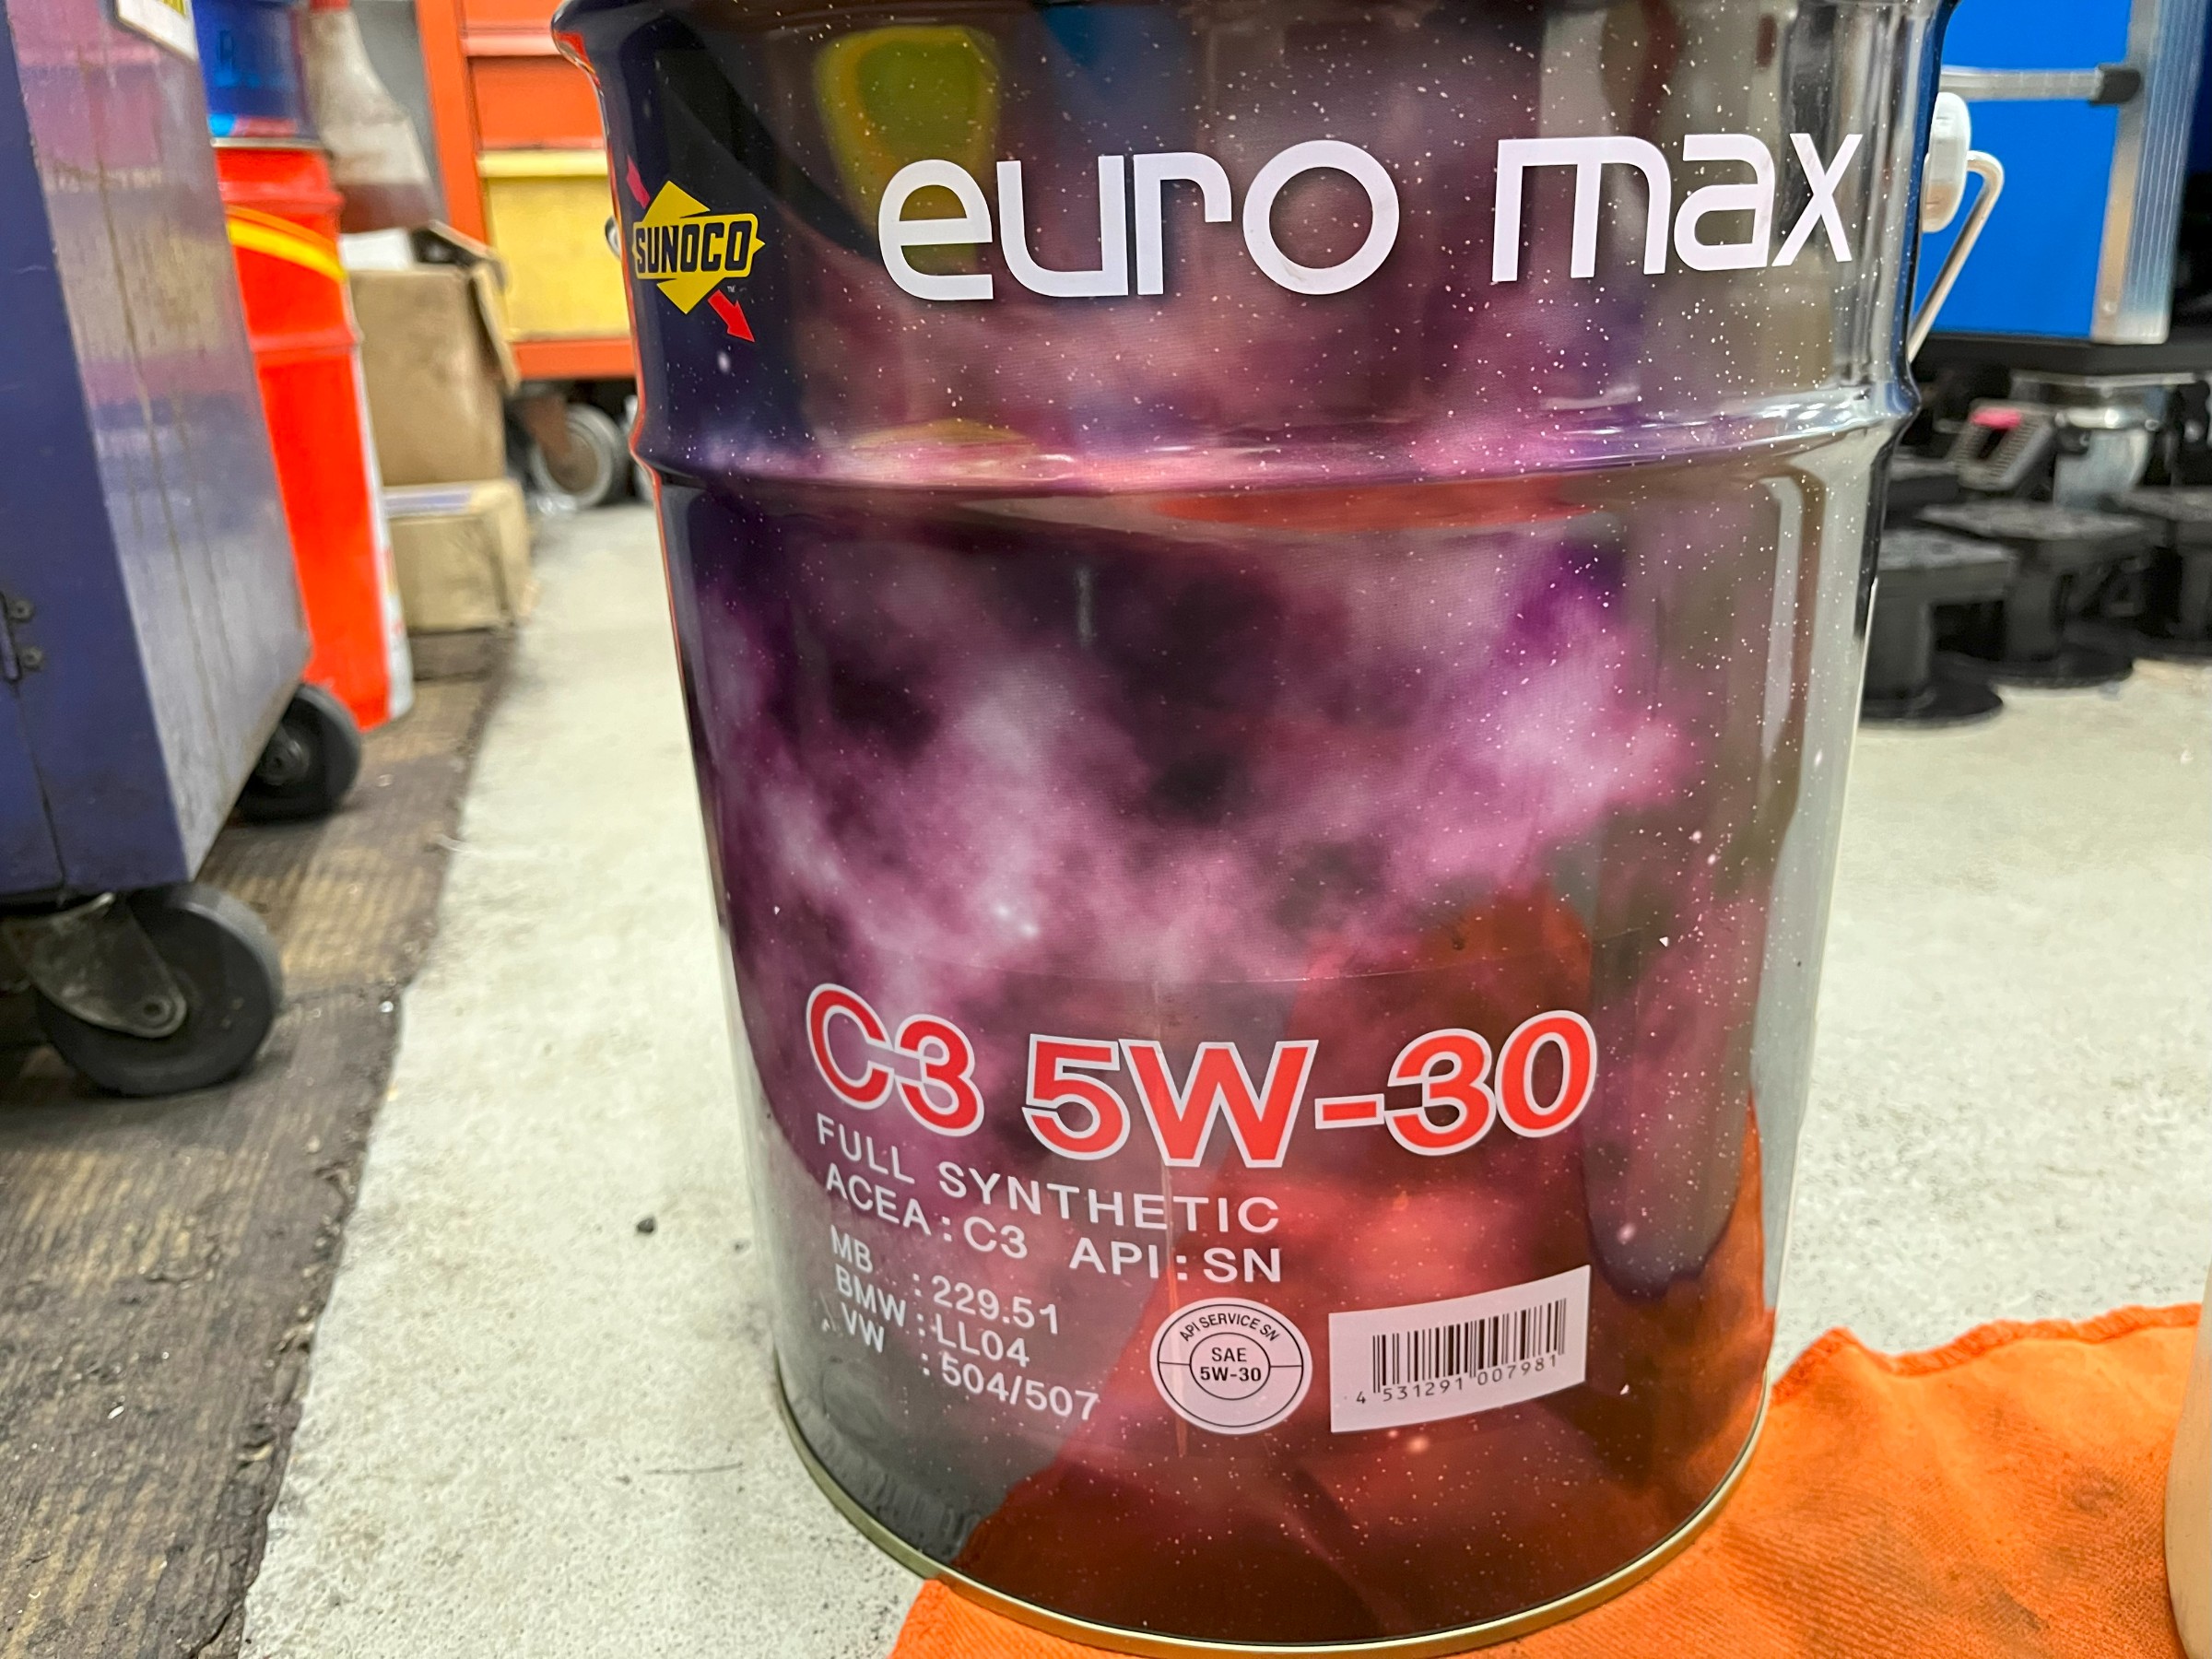 euro max
SUNOCO
TM
C3 5W-30
FULL SYNTHETIC
ACEA : C3 API : SN
MB : 229.51
BMW : LL04
VW : 504/507
API SERVICE SN
SAE
5W-30
4 531291 007981